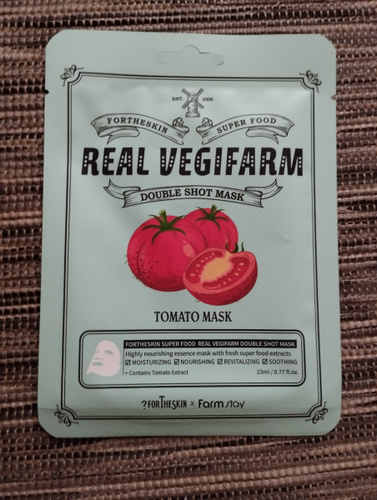 EST. 2006
FORTHESKIN SUPER FOOD
REAL VEGIFARM
DOUBLE SHOT MASK
TOMATO MASK
FORTHESKIN SUPER FOOD REAL VEGIFARM DOUBLE SHOT MASK
Highly nourishing essence mask with fresh super food extracts
☑ MOISTURIZING ☑ NOURISHING ☑ REVITALIZING ☑ SOOTHING
• Contains Tomato Extract 23ml / 0.77 fl.oz.
?FORTHESKIN × Farm stay